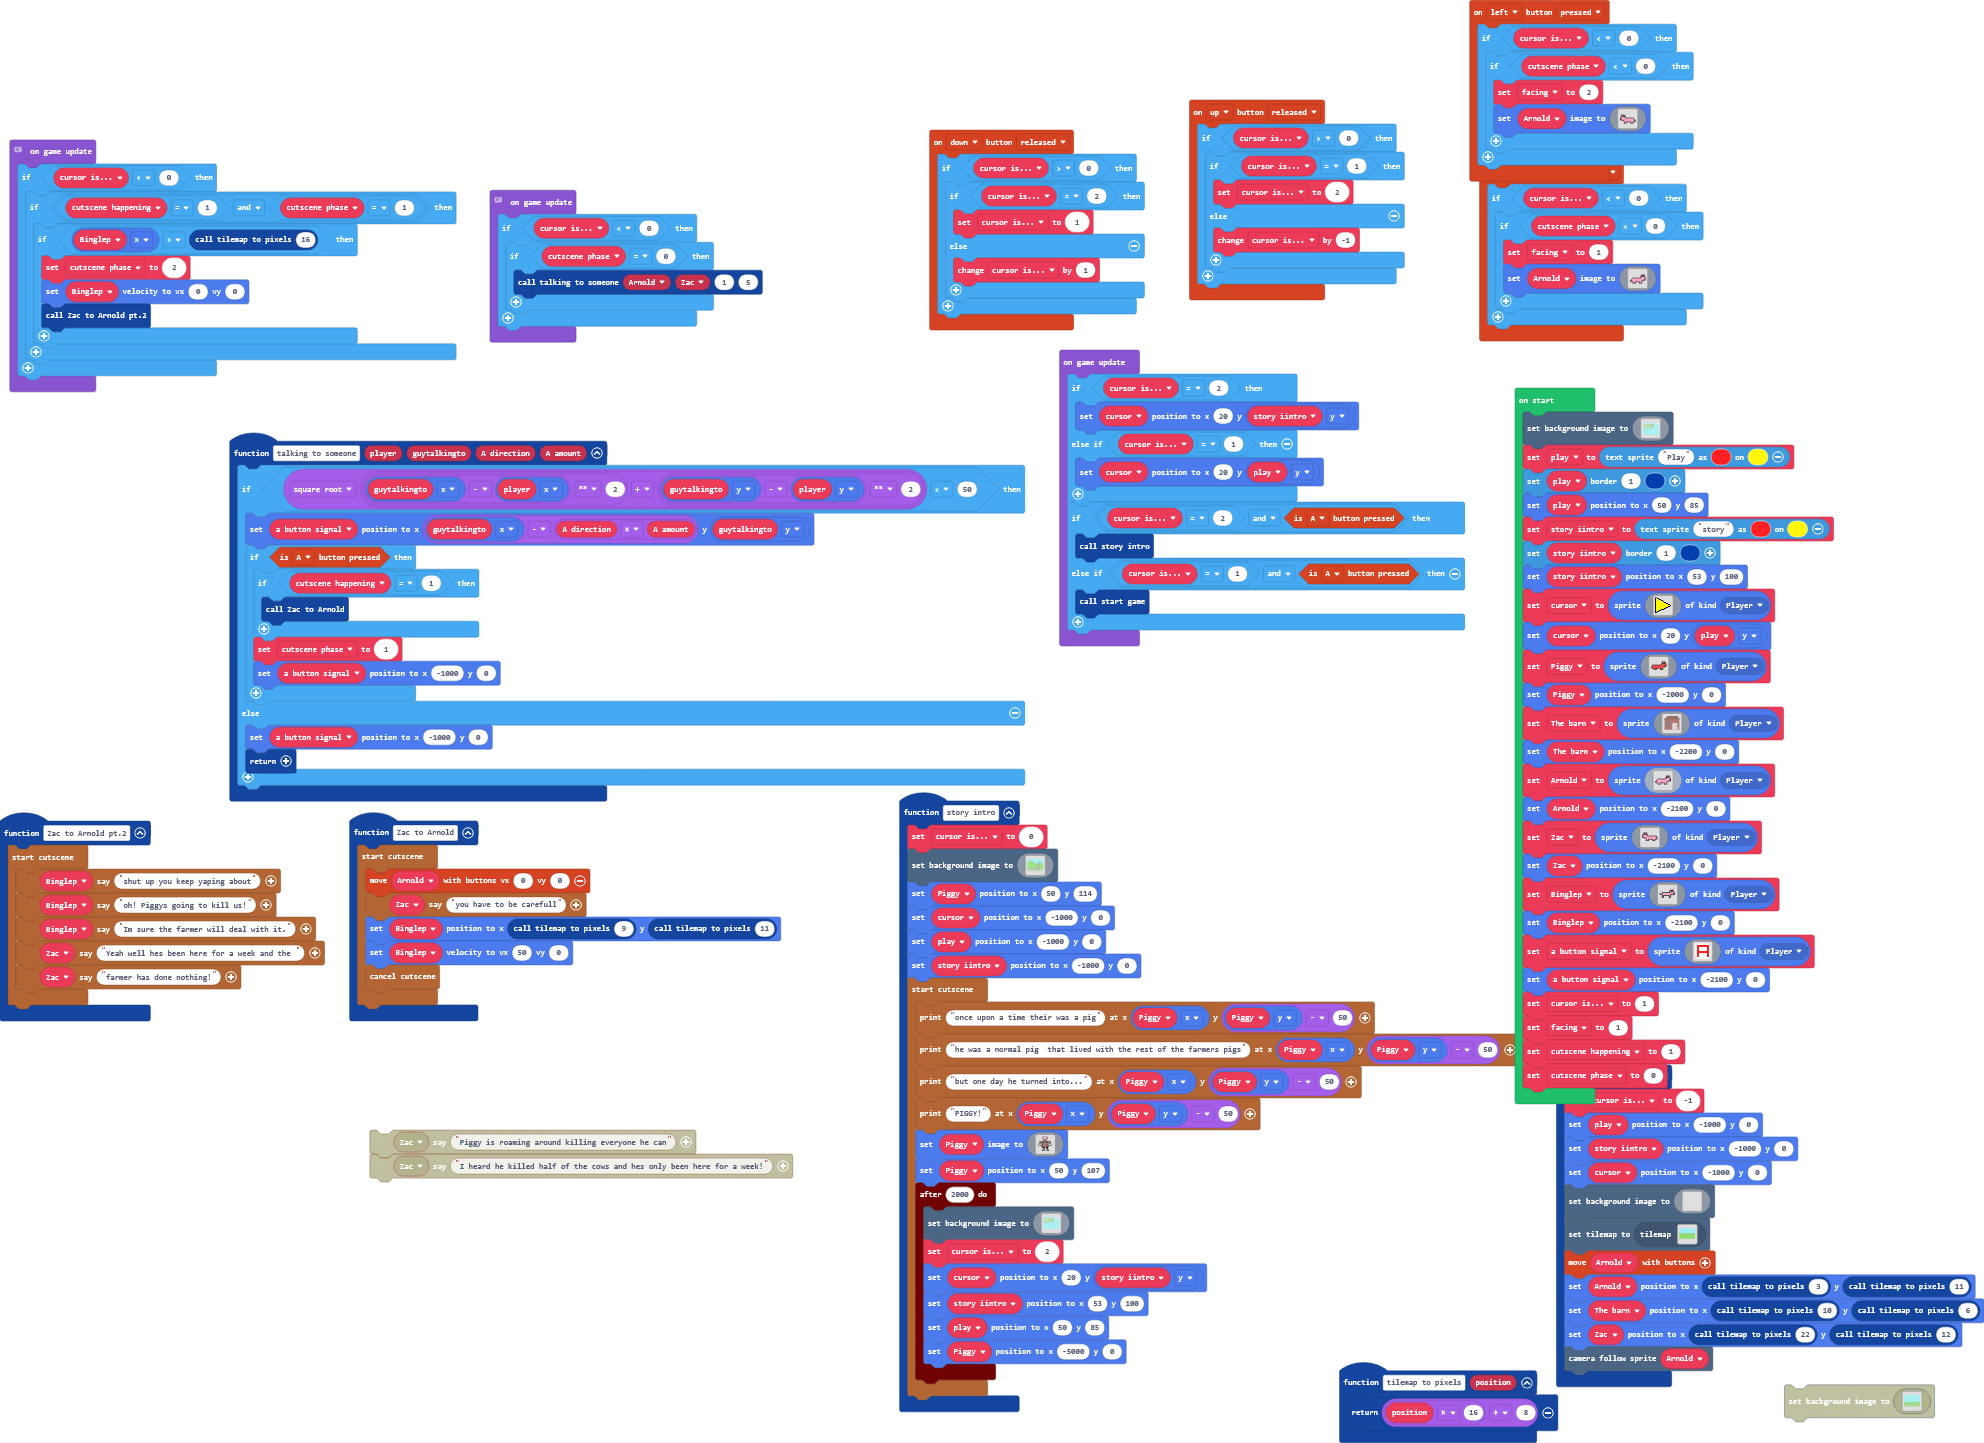 on left button pressed
if cursor is... < 0 then
if cutscene phase < 0 then
set facing to 2
set Arnold image to
if cursor is... < 0 then
if cutscene phase < 0 then
set facing to 1
set Arnold image to
on up button released
if cursor is... > 0 then
if cursor is... = 1 then
set cursor is... to 2
else
change cursor is... by -1
on down button released
if cursor is... > 0 then
if cursor is... = 2 then
set cursor is... to 1
else
change cursor is... by 1
on game update
if cursor is... < 0 then
if cutscene happening = 1 and cutscene phase = 1 then
if Binglep x > call tilemap to pixels 16 then
set cutscene phase to 2
set Binglep velocity to vx 0 vy 0
call Zac to Arnold pt.2
on game update
if cursor is... < 0 then
if cutscene phase = 0 then
call talking to someone Arnold Zac 1 5
on game update
if cursor is... = 2 then
set cursor position to x 20 y story iintro y
else if cursor is... = 1 then
set cursor position to x 20 y play y
if cursor is... = 2 and is A button pressed then
call story intro
else if cursor is... = 1 and is A button pressed then
call start game
function talking to someone player guytalkingto A direction A amount
if square root guytalkingto x - player x ** 2 + guytalkingto y - player y ** 2 < 50 then
set a button signal position to x guytalkingto x - A direction x A amount y guytalkingto y
if is A button pressed then
if cutscene happening = 1 then
call Zac to Arnold
set cutscene phase to 1
set a button signal position to x -1000 y 0
else
set a button signal position to x -1000 y 0
return
on start
set background image to
set play to text sprite "Play" as on
set play border 1
set play position to x 50 y 85
set story iintro to text sprite "story" as on
set story iintro border 1
set story iintro position to x 53 y 100
set cursor to sprite of kind Player
set cursor position to x 20 y play y
set Piggy to sprite of kind Player
set Piggy position to x -2000 y 0
set The barn to sprite of kind Player
set The barn position to x -2200 y 0
set Arnold to sprite of kind Player
set Arnold position to x -2100 y 0
set Zac to sprite of kind Player
set Zac position to x -2100 y 0
set Binglep to sprite of kind Player
set Binglep position to x -2100 y 0
set a button signal to sprite of kind Player
set a button signal position to x -2100 y 0
set cursor is... to 1
set facing to 1
set cutscene happening to 1
set cutscene phase to 0
cursor is... to -1
set play position to x -1000 y 0
set story iintro position to x -1000 y 0
set cursor position to x -1000 y 0
set background image to
set tilemap to tilemap
move Arnold with buttons
set Arnold position to x call tilemap to pixels 3 y call tilemap to pixels 11
set The barn position to x call tilemap to pixels 10 y call tilemap to pixels 6
set Zac position to x call tilemap to pixels 22 y call tilemap to pixels 12
camera follow sprite Arnold
function Zac to Arnold pt.2
start cutscene
Binglep say "shut up you keep yaping about"
Binglep say "oh! Piggys going to kill us!"
Binglep say "Im sure the farmer will deal with it."
Zac say "Yeah well hes been here for a week and the "
Zac say "farmer has done nothing!"
function Zac to Arnold
start cutscene
move Arnold with buttons vx 0 vy 0
Zac say "you have to be carefull"
set Binglep position to x call tilemap to pixels 9 y call tilemap to pixels 11
set Binglep velocity to vx 50 vy 0
cancel cutscene
Zac say "Piggy is roaming around killing everyone he can"
Zac say "I heard he killed half of the cows and hes only been here for a week!"
function story intro
set cursor is... to 0
set background image to
set Piggy position to x 50 y 114
set cursor position to x -1000 y 0
set play position to x -1000 y 0
set story iintro position to x -1000 y 0
start cutscene
print "once upon a time their was a pig" at x Piggy x y Piggy y - 50
print "he was a normal pig  that lived with the rest of the farmers pigs" at x Piggy x y Piggy y - 50
print "but one day he turned into..." at x Piggy x y Piggy y - 50
print "PIGGY!" at x Piggy x y Piggy y - 50
set Piggy image to
set Piggy position to x 50 y 107
after 2000 do
set background image to
set cursor is... to 2
set cursor position to x 20 y story iintro y
set story iintro position to x 53 y 100
set play position to x 50 y 85
set Piggy position to x -5000 y 0
function tilemap to pixels position
return position x 16 + 8
set background image to